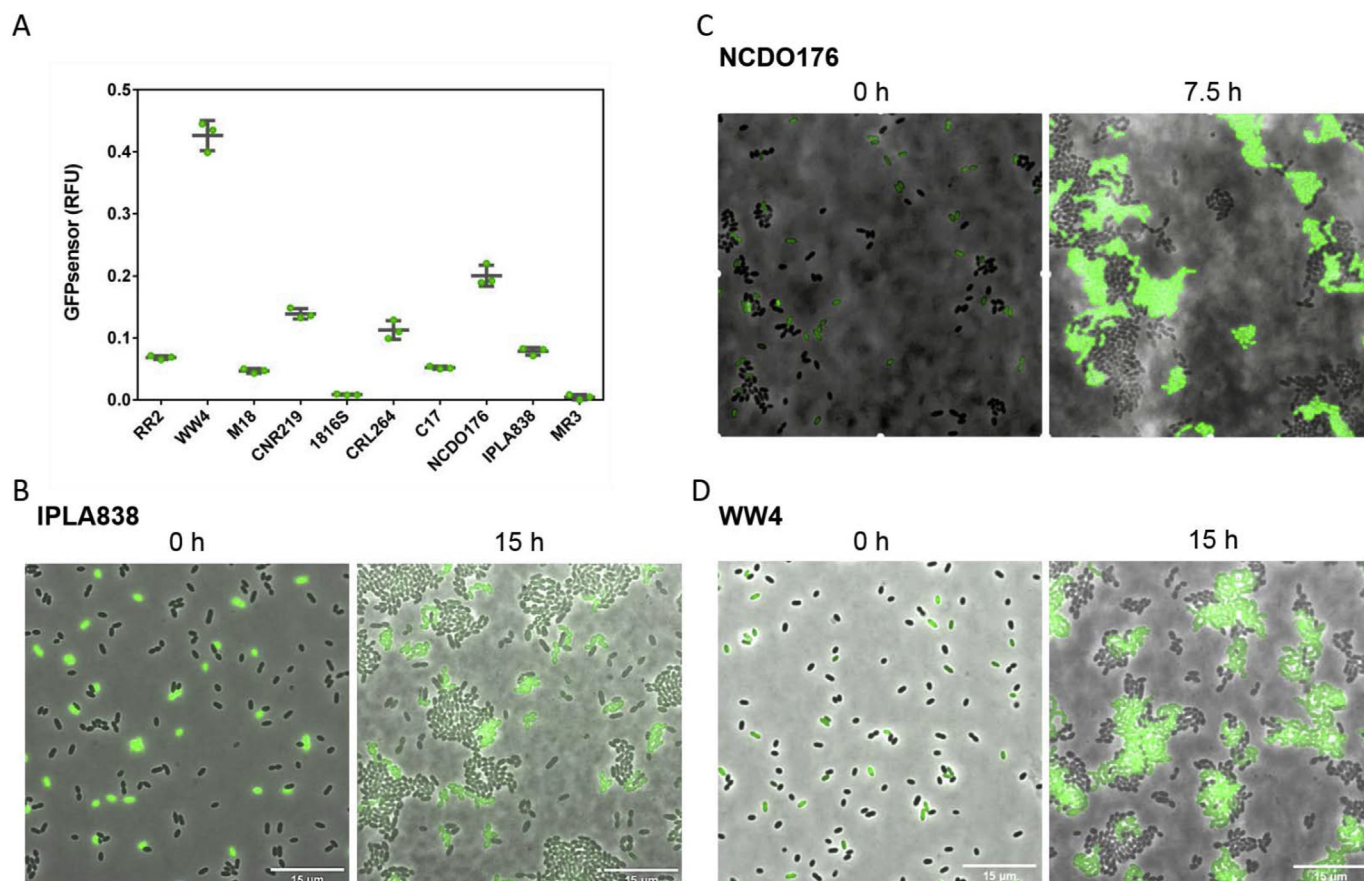 A
0.5
0.4
0.3
0.2
0.1
0.0
GFPsensor (RFU)
RR2
WW4
M18
CNR219
1816S
CRL264
C17
NCDO176
IPLA838
MR3
B
IPLA838
0 h
15 h
15 µm
15 µm
C
NCDO176
0 h
7.5 h
D
WW4
0 h
15 h
15 µm
15 µm